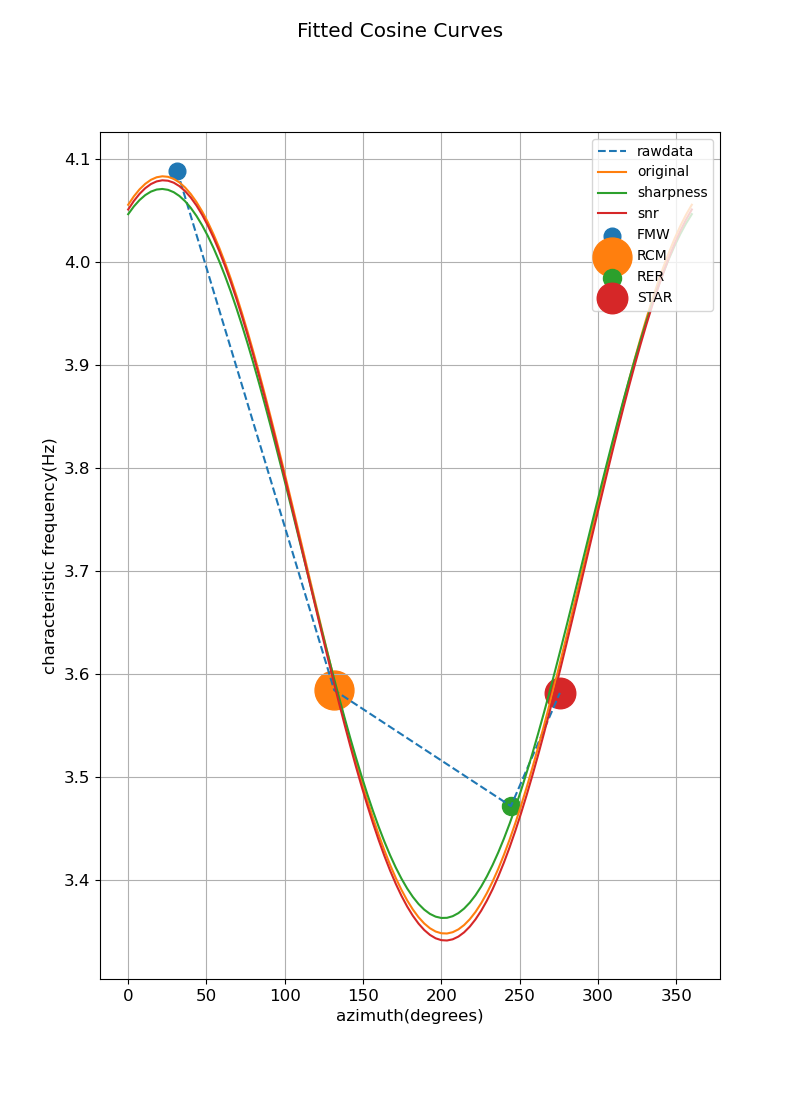 Fitted Cosine Curves
4.1
4.0
3.9
3.8
3.7
3.6
3.5
3.4
characteristic frequency(Hz)
rawdata
original
sharpness
snr
FMW
RCM
RER
STAR
0 50 100 150 200 250 300 350
azimuth(degrees)